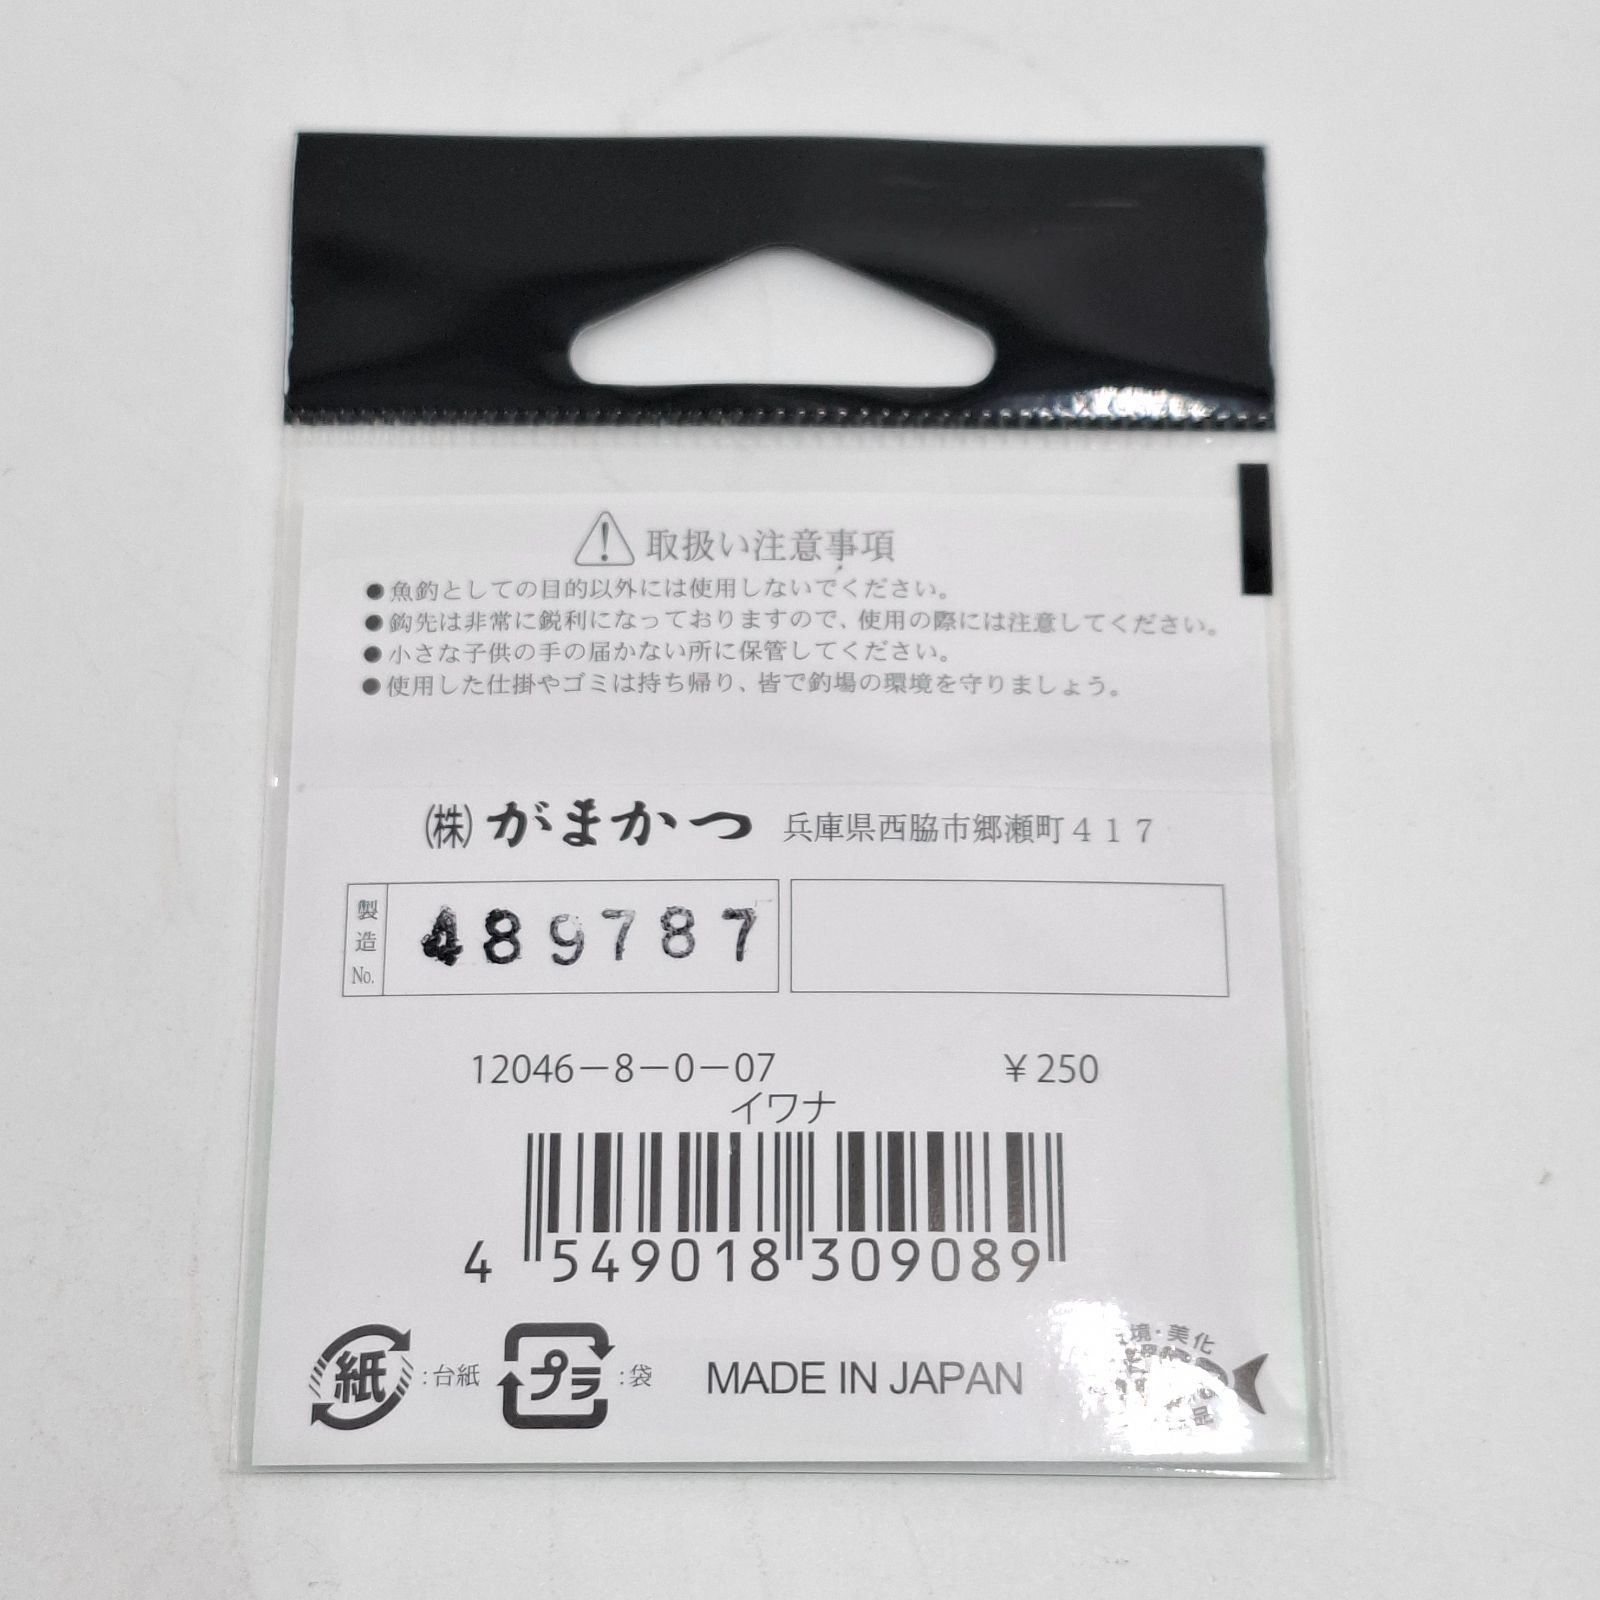 取扱い注意事項
●魚釣としての目的以外には使用しないでください。
●鈎先は非常に鋭利になっておりますので、使用の際には注意してください。
●小さな子供の手の届かない所に保管してください。
●使用した仕掛やゴミは持ち帰り、皆で釣場の環境を守りましょう。
㈱がまかつ 兵庫県西脇市郷瀬町417
製造No. 489787
12046-8-0-07 ¥250
イワナ
4 549018 309089
紙:台紙 プラ:袋 MADE IN JAPAN
境・美化
品